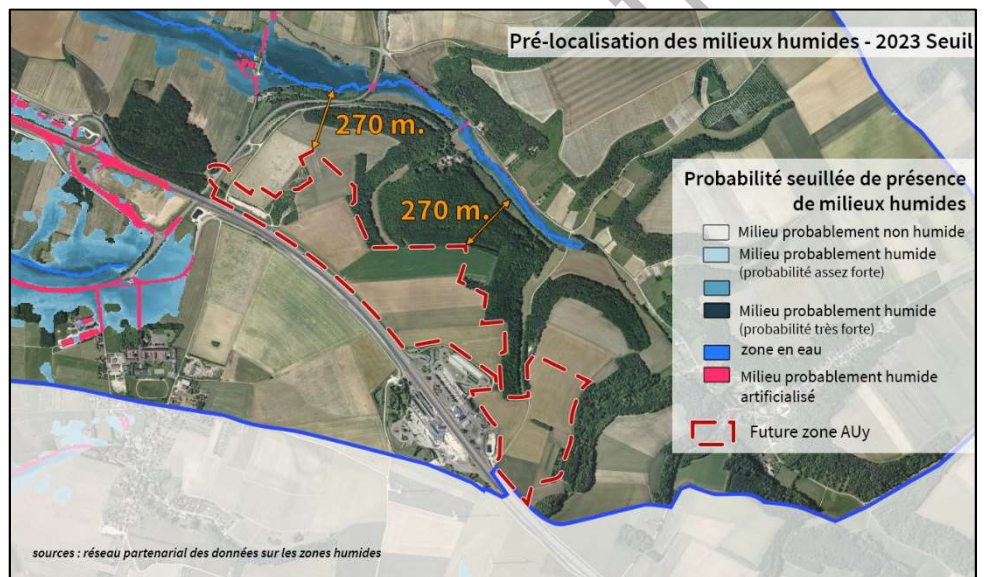 Pré-localisation des milieux humides - 2023 Seuil
270 m.
270 m.
Probabilité seuillée de présence
de milieux humides
Milieu probablement non humide
Milieu probablement humide
(probabilité assez forte)
Milieu probablement humide
(probabilité très forte)
zone en eau
Milieu probablement humide
artificialisé
Future zone AUy
sources : réseau partenarial des données sur les zones humides